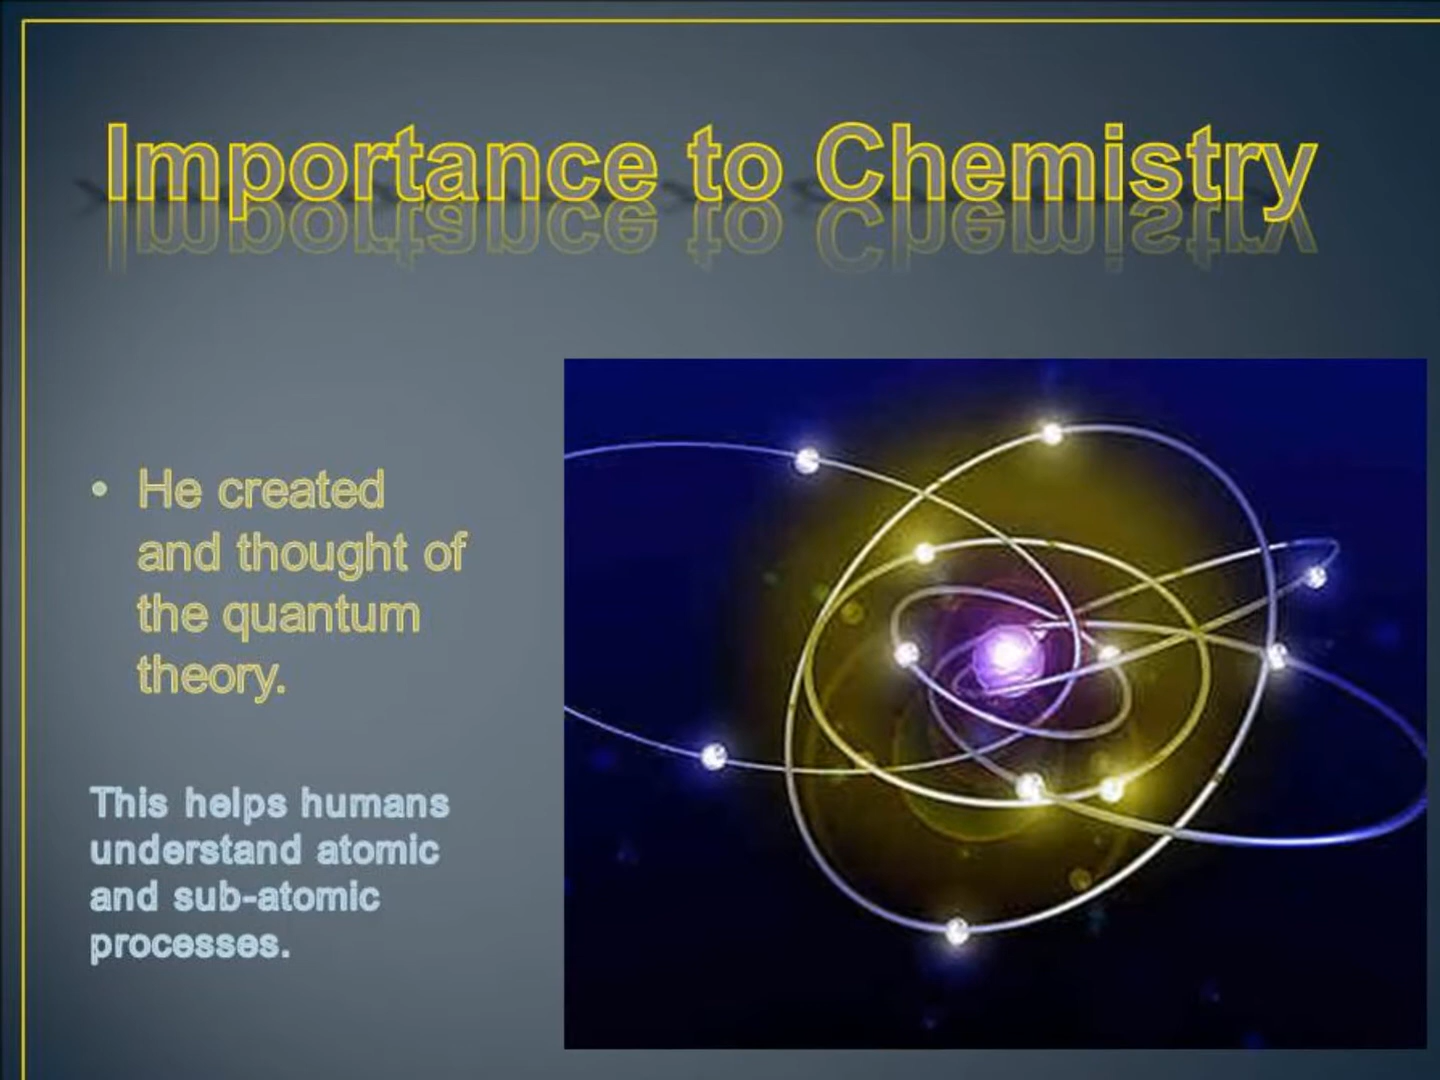 Importance to Chemistry
• He created
and thought of
the quantum
theory.
This helps humans
understand atomic
and sub-atomic
processes.